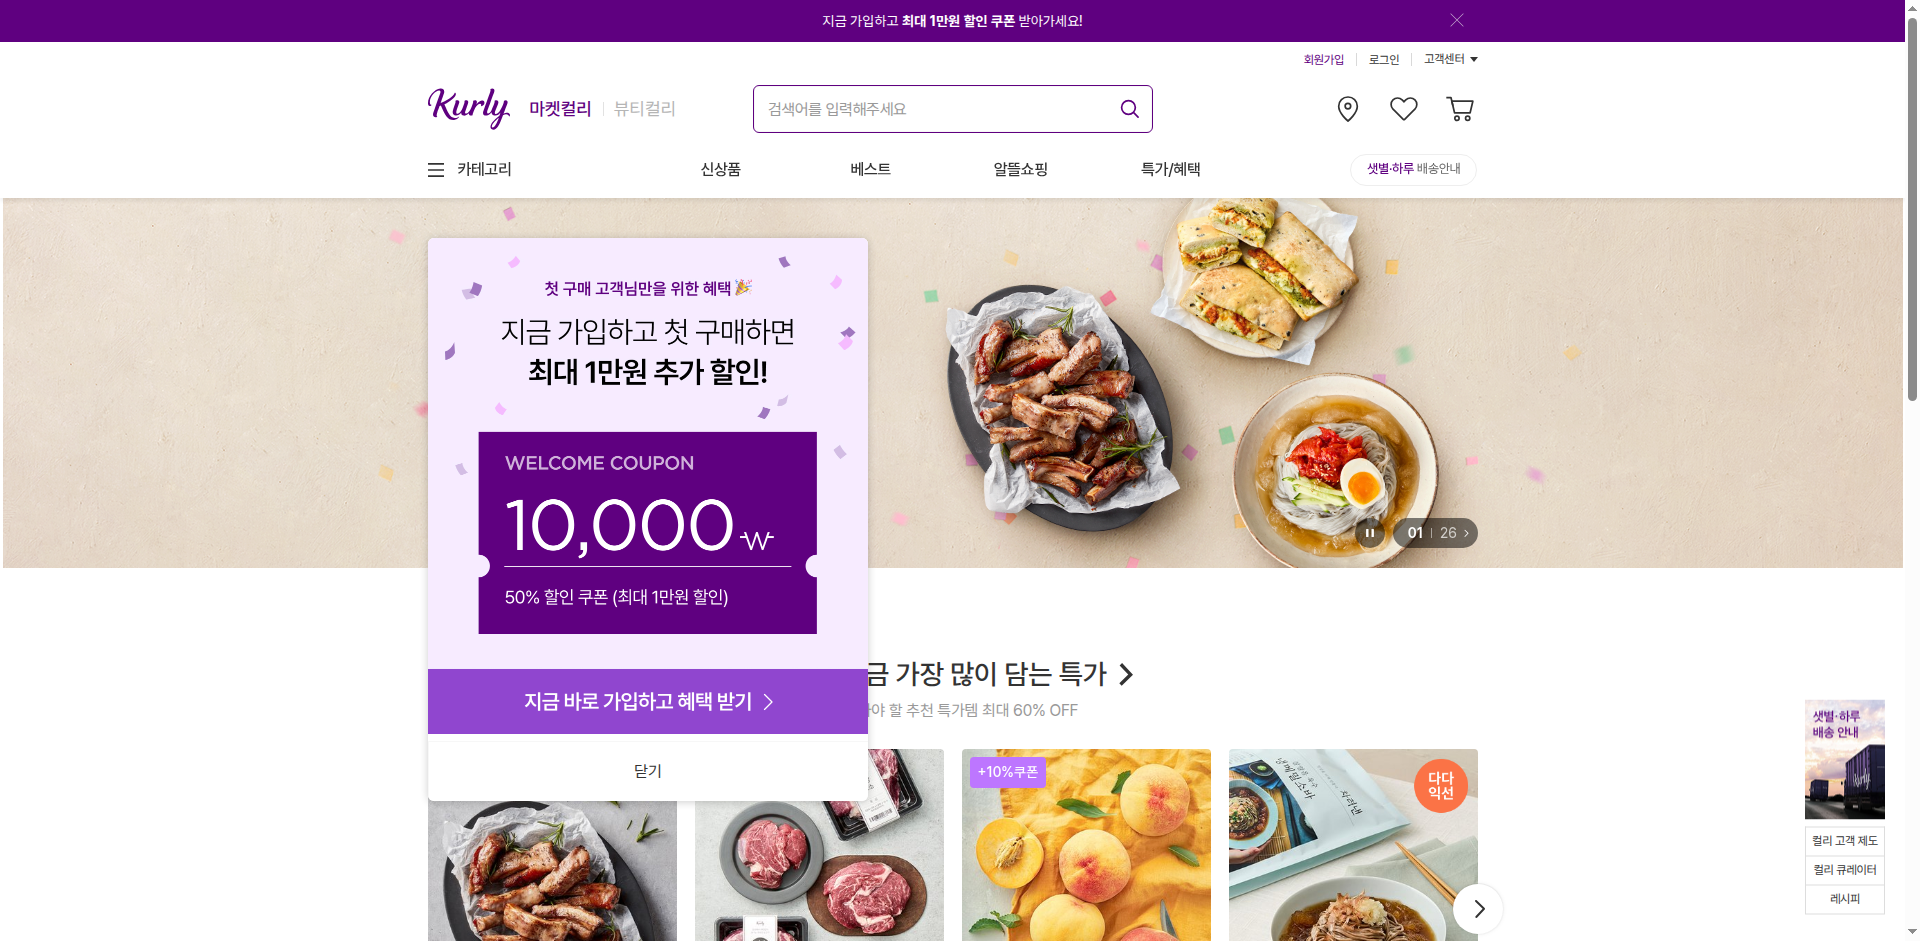 지금 가입하고 최대 1만원 할인 쿠폰 받아가세요!
회원가입
로그인
고객센터
Kurly
마켓컬리
뷰티컬리
검색어를 입력해주세요
카테고리
신상품
베스트
알뜰쇼핑
특가/혜택
샛별·하루 배송안내
첫 구매 고객님만을 위한 혜택
지금 가입하고 첫 구매하면
최대 1만원 추가 할인!
WELCOME COUPON
10,000₩
50% 할인 쿠폰 (최대 1만원 할인)
지금 바로 가입하고 혜택 받기
닫기
01 | 26
금 가장 많이 담는 특가
야 할 추천 특가템 최대 60% OFF
+10%쿠폰
다다
익선
샛별·하루
배송 안내
Kurly
컬리 고객 제도
컬리 큐레이터
레시피